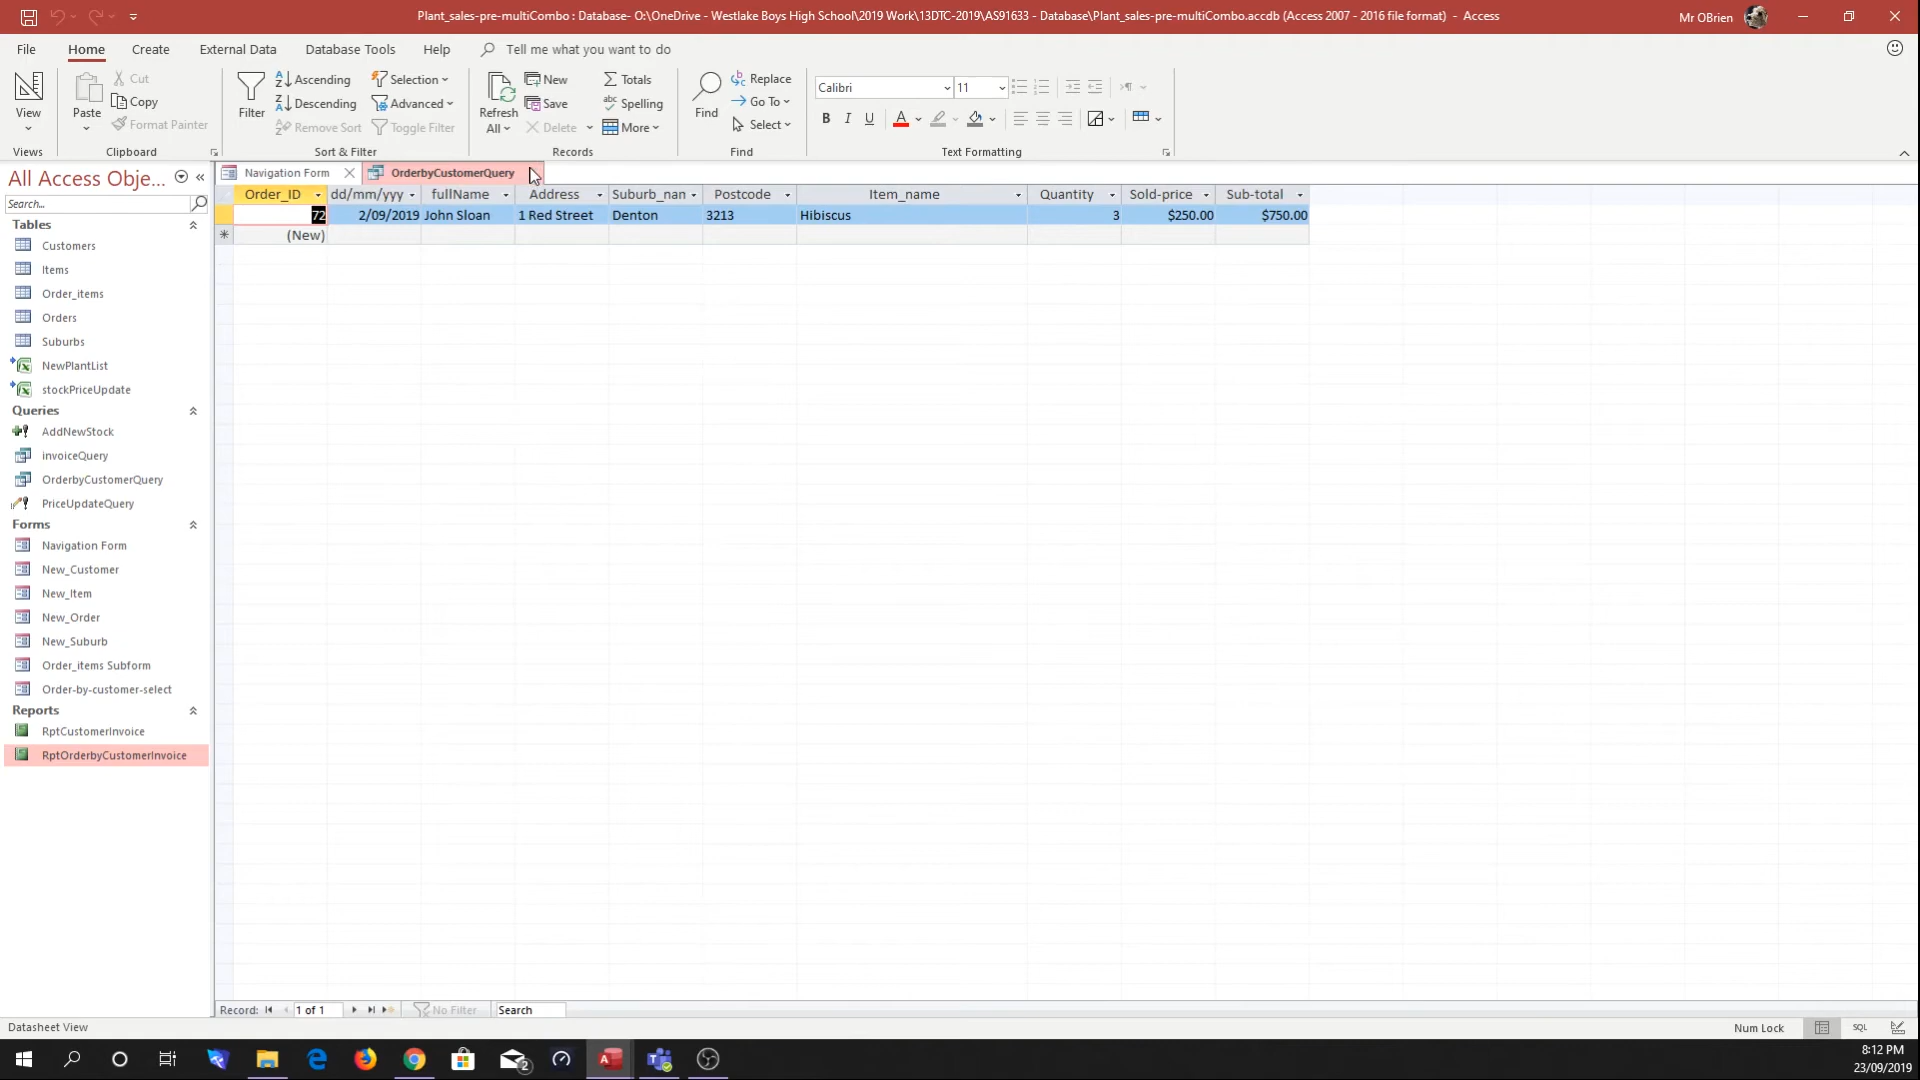 Plant_sales-pre-multiCombo : Database- O:\OneDrive - Westlake Boys High School\2019 Work\13DTC-2019\AS91633 - Database\Plant_sales-pre-multiCombo.accdb (Access 2007 - 2016 file format) - Access
Mr OBrien
File Home Create External Data Database Tools Help Tell me what you want to do
View
Views
Paste
Cut
Copy
Format Painter
Clipboard
Filter
Ascending
Descending
Remove Sort
Selection
Advanced
Toggle Filter
Sort & Filter
Refresh
All
New
Save
Delete
Totals
Spelling
More
Records
Find
Replace
Go To
Select
Find
Calibri 11
B I U
Text Formatting
All Access Obje...
Search...
Tables
Customers
Items
Order_items
Orders
Suburbs
NewPlantList
stockPriceUpdate
Queries
AddNewStock
invoiceQuery
OrderbyCustomerQuery
PriceUpdateQuery
Forms
Navigation Form
New_Customer
New_Item
New_Order
New_Suburb
Order_items Subform
Order-by-customer-select
Reports
RptCustomerInvoice
RptOrderbyCustomerInvoice
Navigation Form OrderbyCustomerQuery
Order_ID dd/mm/yyy fullName Address Suburb_nan Postcode Item_name Quantity Sold-price Sub-total
72 2/09/2019 John Sloan 1 Red Street Denton 3213 Hibiscus 3 $250.00 $750.00
(New)
Record: 1 of 1 No Filter Search
Datasheet View
Num Lock
SQL
2
8:12 PM
23/09/2019